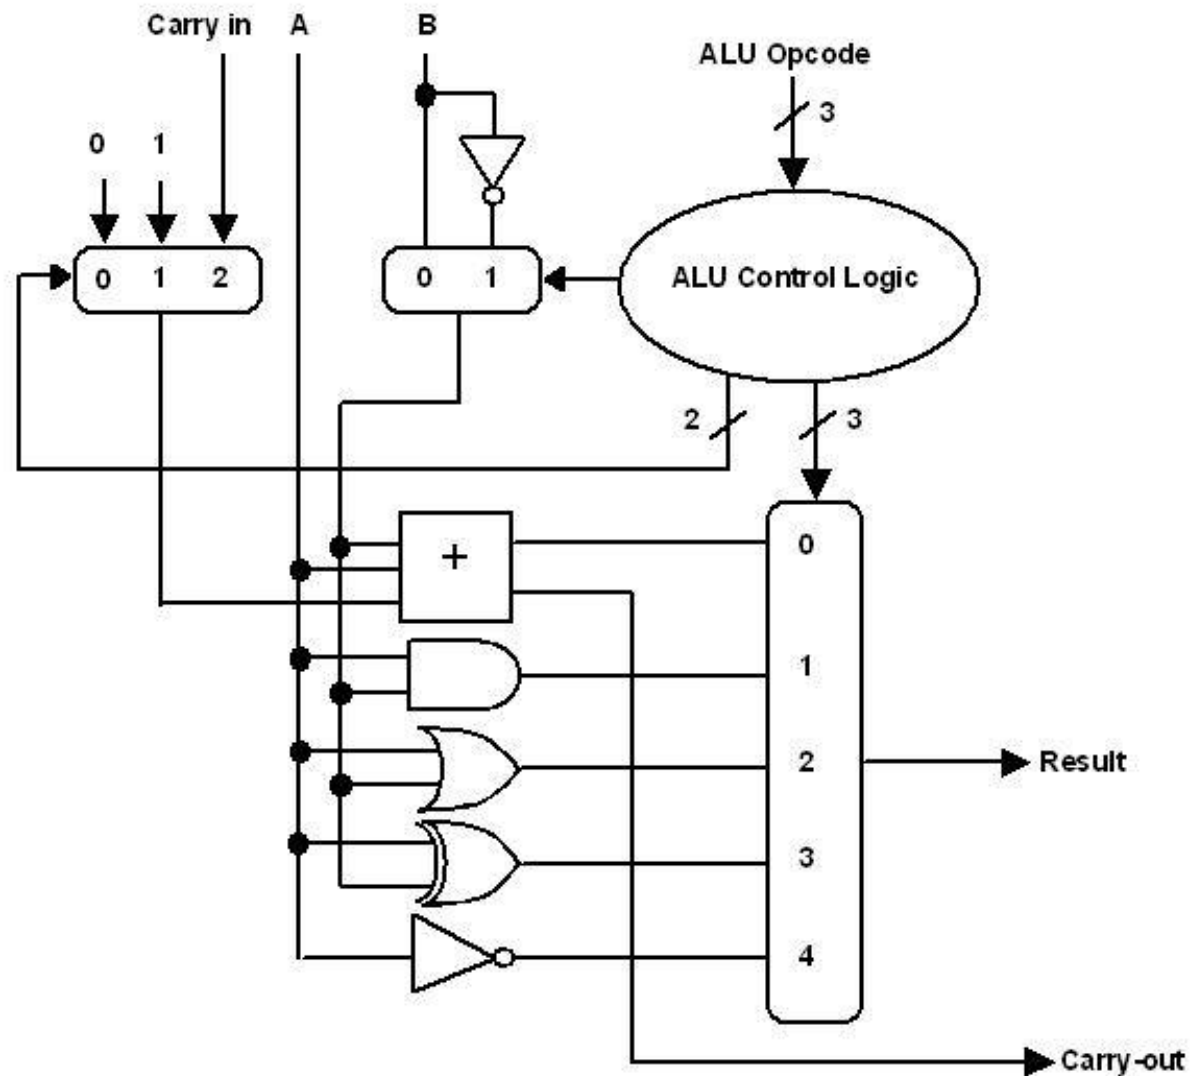 Carry in A B
ALU Opcode
3
0 1
0 1 2
0 1
ALU Control Logic
2 3
0
+
1
2
Result
3
4
Carry-out